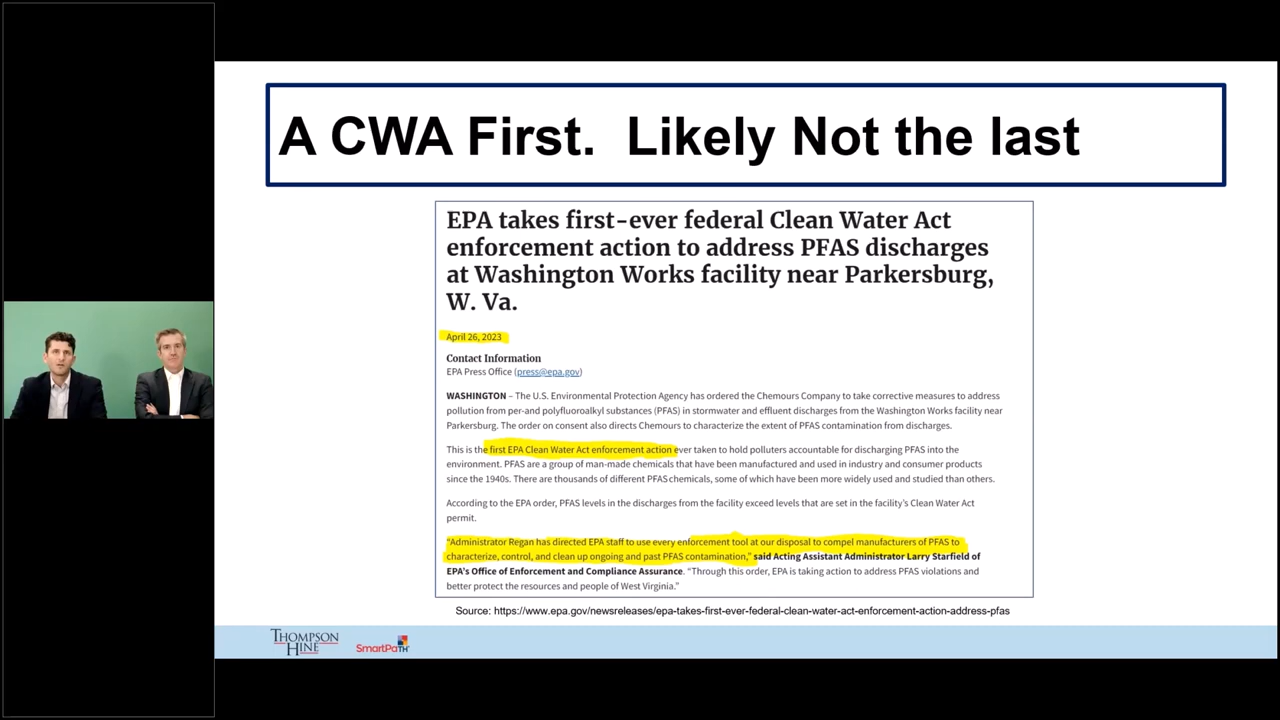 A CWA First.  Likely Not the last
EPA takes first-ever federal Clean Water Act
enforcement action to address PFAS discharges
at Washington Works facility near Parkersburg,
W. Va.
April 26, 2023
Contact Information
EPA Press Office (press@epa.gov)
WASHINGTON – The U.S. Environmental Protection Agency has ordered the Chemours Company to take corrective measures to address
pollution from per-and polyfluoroalkyl substances (PFAS) in stormwater and effluent discharges from the Washington Works facility near
Parkersburg. The order on consent also directs Chemours to characterize the extent of PFAS contamination from discharges.
This is the first EPA Clean Water Act enforcement action ever taken to hold polluters accountable for discharging PFAS into the
environment. PFAS are a group of man-made chemicals that have been manufactured and used in industry and consumer products
since the 1940s. There are thousands of different PFAS chemicals, some of which have been more widely used and studied than others.
According to the EPA order, PFAS levels in the discharges from the facility exceed levels that are set in the facility's Clean Water Act
permit.
“Administrator Regan has directed EPA staff to use every enforcement tool at our disposal to compel manufacturers of PFAS to
characterize, control, and clean up ongoing and past PFAS contamination,” said Acting Assistant Administrator Larry Starfield of
EPA's Office of Enforcement and Compliance Assurance. “Through this order, EPA is taking action to address PFAS violations and
better protect the resources and people of West Virginia.”
Source: https://www.epa.gov/newsreleases/epa-takes-first-ever-federal-clean-water-act-enforcement-action-address-pfas
THOMPSON
HINE
SmartPaTH